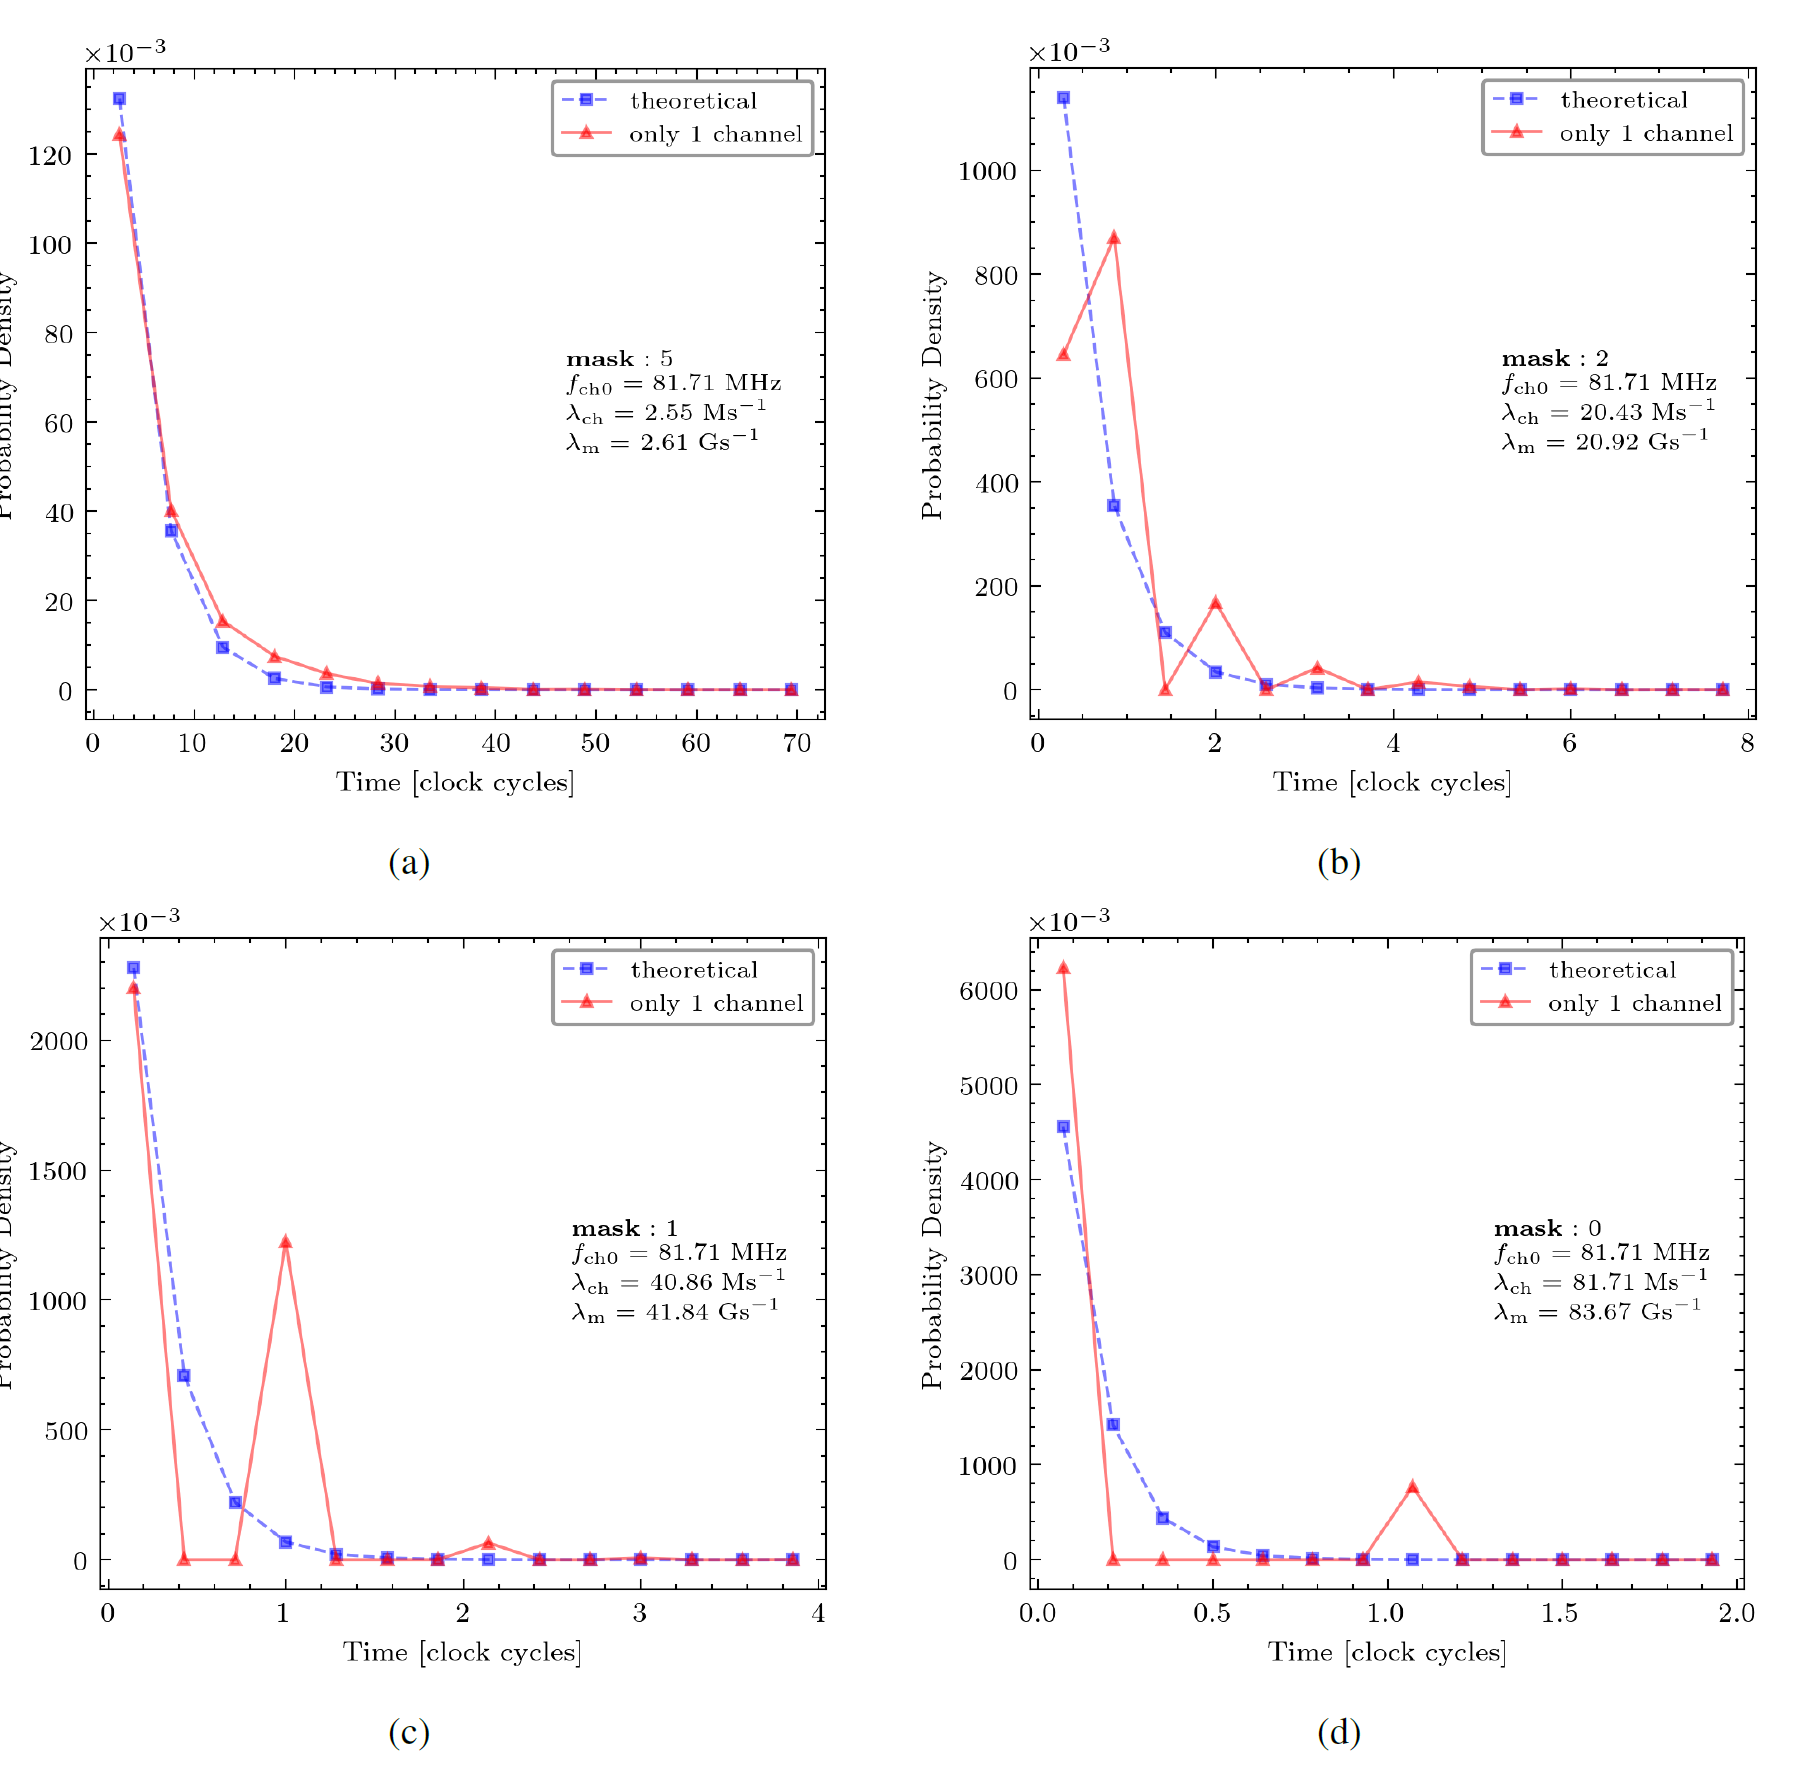 ×10⁻³
theoretical
only 1 channel
120
100
80
60
40
20
0
Probability Density
mask : 5
f_ch0 = 81.71 MHz
λ_ch = 2.55 Ms⁻¹
λ_m = 2.61 Gs⁻¹
0 10 20 30 40 50 60 70
Time [clock cycles]
(a)
×10⁻³
theoretical
only 1 channel
1000
800
600
400
200
0
Probability Density
mask : 2
f_ch0 = 81.71 MHz
λ_ch = 20.43 Ms⁻¹
λ_m = 20.92 Gs⁻¹
0 2 4 6 8
Time [clock cycles]
(b)
×10⁻³
theoretical
only 1 channel
2000
1500
1000
500
0
Probability Density
mask : 1
f_ch0 = 81.71 MHz
λ_ch = 40.86 Ms⁻¹
λ_m = 41.84 Gs⁻¹
0 1 2 3 4
Time [clock cycles]
(c)
×10⁻³
theoretical
only 1 channel
6000
5000
4000
3000
2000
1000
0
Probability Density
mask : 0
f_ch0 = 81.71 MHz
λ_ch = 81.71 Ms⁻¹
λ_m = 83.67 Gs⁻¹
0.0 0.5 1.0 1.5 2.0
Time [clock cycles]
(d)